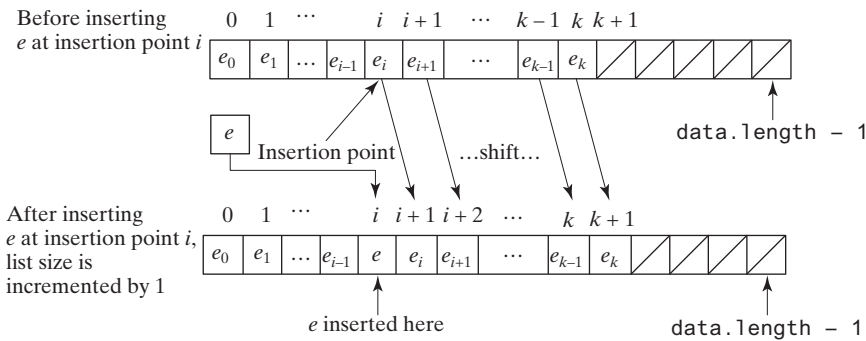 Before inserting
e at insertion point i
0 1 ... i i + 1 ... k – 1 k k + 1
e0 e1 ... ei–1 ei ei+1 ... ek–1 ek
data.length – 1
e
Insertion point
...shift...
After inserting
e at insertion point i,
list size is
incremented by 1
0 1 ... i i + 1 i + 2 ... k k + 1
e0 e1 ... ei–1 e ei ei+1 ... ek–1 ek
e inserted here
data.length – 1